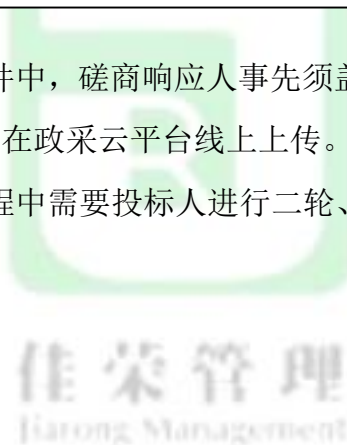 件中，磋商响应人事先须盖
在政采云平台线上上传。
程中需要投标人进行二轮、
佳荣管理
Jiarong Management